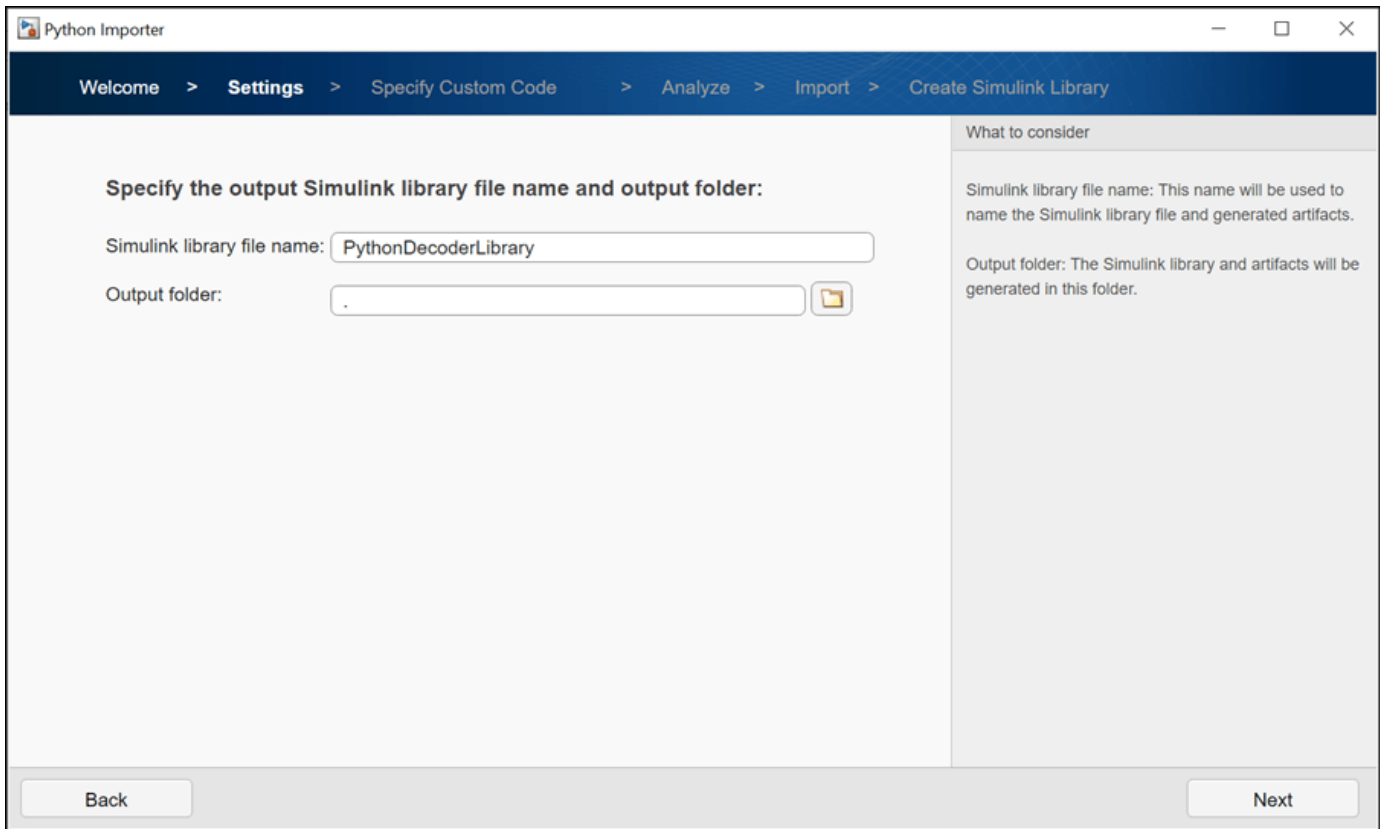 Python Importer
Welcome > Settings > Specify Custom Code > Analyze > Import > Create Simulink Library
What to consider
Specify the output Simulink library file name and output folder:
Simulink library file name: PythonDecoderLibrary
Output folder: .
Simulink library file name: This name will be used to
name the Simulink library file and generated artifacts.
Output folder: The Simulink library and artifacts will be
generated in this folder.
Back
Next